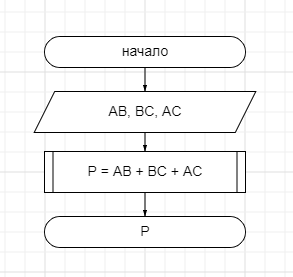 начало
AB, BC, AC
P = AB + BC + AC
P